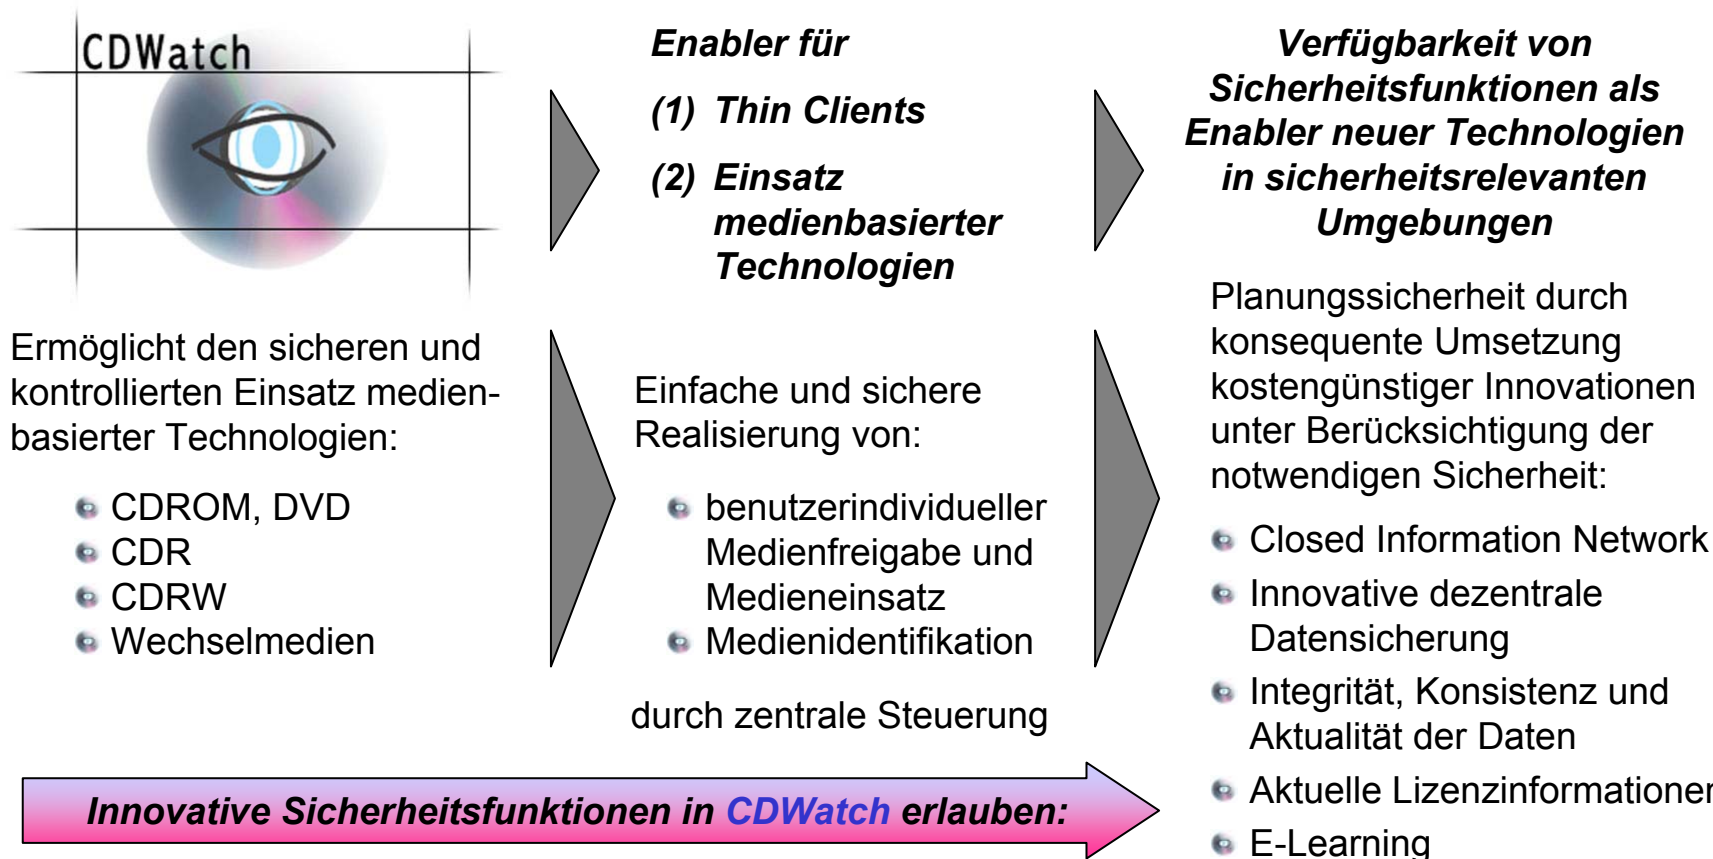 CDWatch
Ermöglicht den sicheren und
kontrollierten Einsatz medien-
basierter Technologien:
CDROM, DVD
CDR
CDRW
Wechselmedien
Enabler für
(1) Thin Clients
(2) Einsatz
medienbasierter
Technologien
Einfache und sichere
Realisierung von:
benutzerindividueller
Medienfreigabe und
Medieneinsatz
Medienidentifikation
durch zentrale Steuerung
Verfügbarkeit von
Sicherheitsfunktionen als
Enabler neuer Technologien
in sicherheitsrelevanten
Umgebungen
Planungssicherheit durch
konsequente Umsetzung
kostengünstiger Innovationen
unter Berücksichtigung der
notwendigen Sicherheit:
Closed Information Network
Innovative dezentrale
Datensicherung
Integrität, Konsistenz und
Aktualität der Daten
Aktuelle Lizenzinformationen
E-Learning
Innovative Sicherheitsfunktionen in CDWatch erlauben: